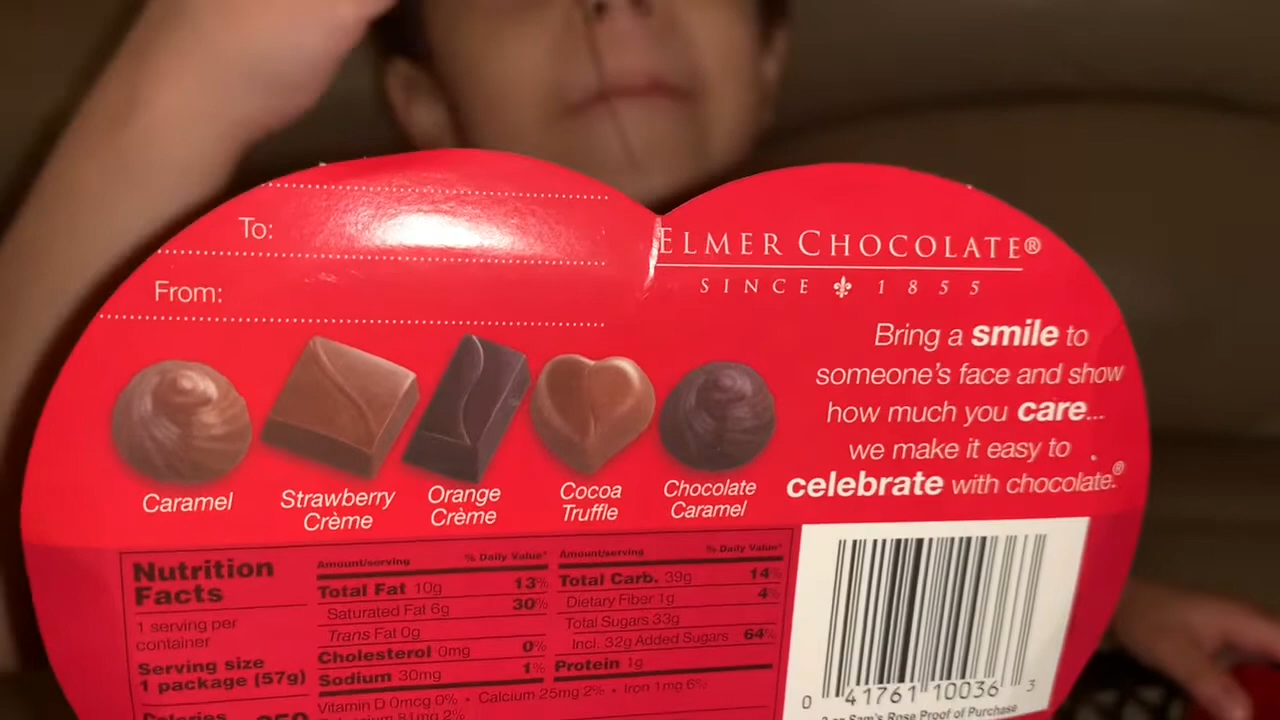 To:
From:
ELMER CHOCOLATE®
SINCE 1855
Bring a smile to
someone's face and show
how much you care...
we make it easy to
celebrate with chocolate.®
Caramel
Strawberry
Crème
Orange
Crème
Cocoa
Truffle
Chocolate
Caramel
Nutrition
Facts
1 serving per
container
Serving size
1 package (57g)
Calories
Amount/serving % Daily Value*
Total Fat 10g 13%
Saturated Fat 6g 30%
Trans Fat 0g
Cholesterol 0mg 0%
Sodium 30mg 1%
Amount/serving % Daily Value*
Total Carb. 39g 14%
Dietary Fiber 1g 4%
Total Sugars 33g
Incl. 32g Added Sugars 64%
Protein 1g
Vitamin D 0mcg 0% • Calcium 25mg 2% • Iron 1mg 6%
0 41761 10036 3
Sam's Rose Proof of Purchase